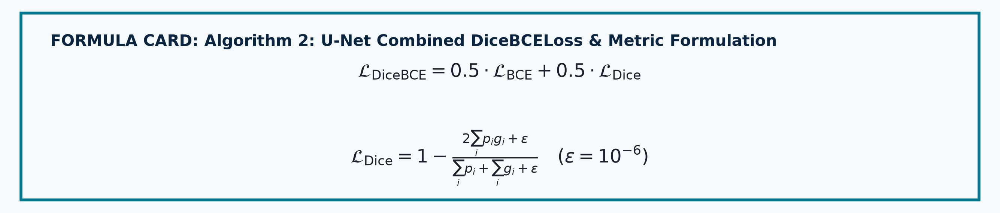 FORMULA CARD: Algorithm 2: U-Net Combined DiceBCELoss & Metric Formulation
ℒ_DiceBCE = 0.5 · ℒ_BCE + 0.5 · ℒ_Dice
ℒ_Dice = 1 − (2∑_i p_i g_i + ε) / (∑_i p_i + ∑_i g_i + ε) (ε = 10⁻⁶)